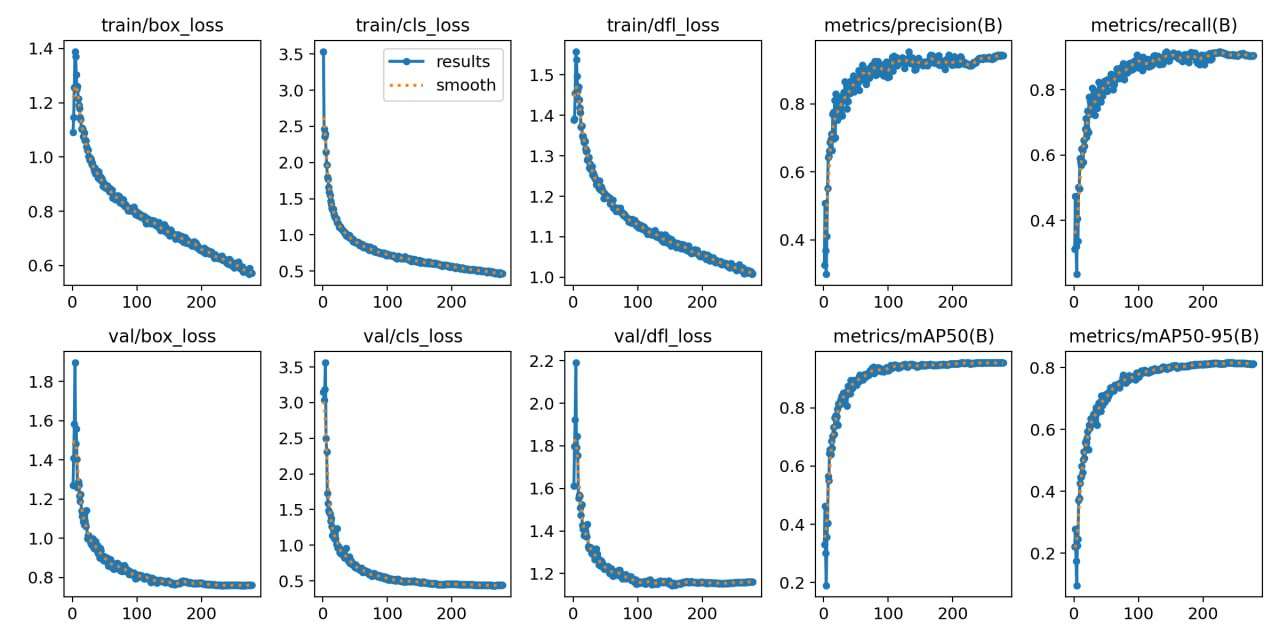 train/box_loss
1.4
1.2
1.0
0.8
0.6
0 100 200
train/cls_loss
3.5
3.0
2.5
2.0
1.5
1.0
0.5
0 100 200
results
smooth
train/dfl_loss
1.5
1.4
1.3
1.2
1.1
1.0
0 100 200
metrics/precision(B)
0.8
0.6
0.4
0 100 200
metrics/recall(B)
0.8
0.6
0.4
0 100 200
val/box_loss
1.8
1.6
1.4
1.2
1.0
0.8
0 100 200
val/cls_loss
3.5
3.0
2.5
2.0
1.5
1.0
0.5
0 100 200
val/dfl_loss
2.2
2.0
1.8
1.6
1.4
1.2
0 100 200
metrics/mAP50(B)
0.8
0.6
0.4
0.2
0 100 200
metrics/mAP50-95(B)
0.8
0.6
0.4
0.2
0 100 200